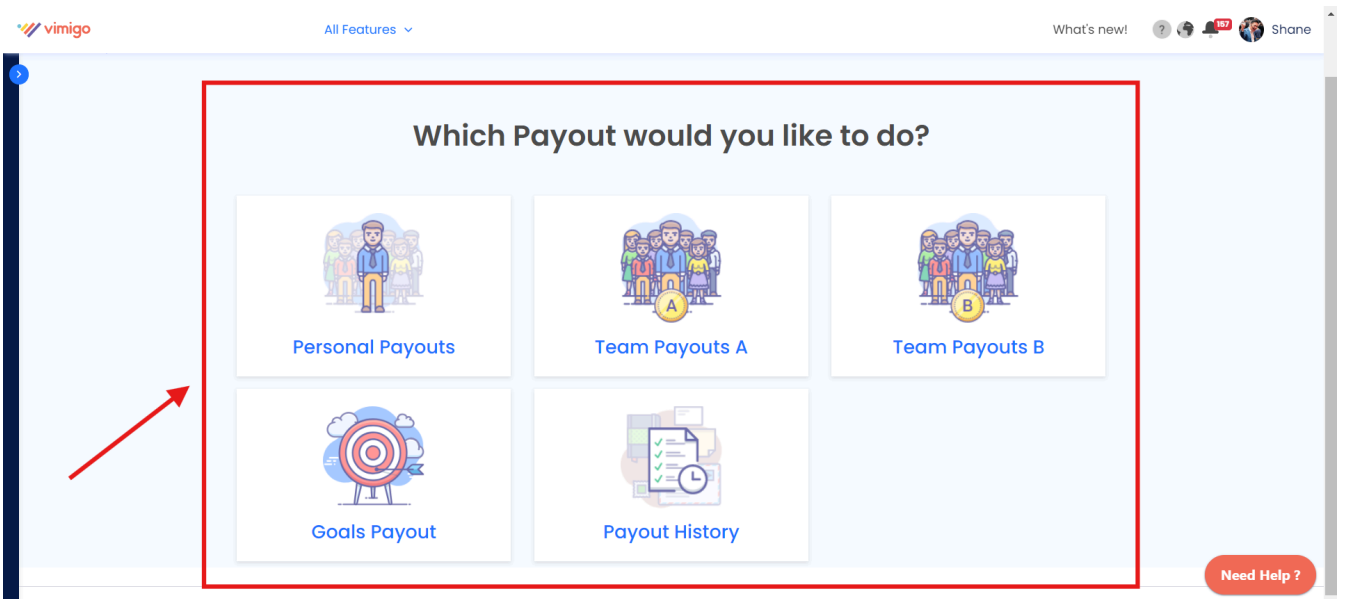 vimigo
All Features
What's new!
?
157
Shane
Which Payout would you like to do?
Personal Payouts
A
Team Payouts A
B
Team Payouts B
Goals Payout
Payout History
Need Help ?